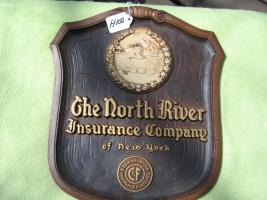 The North River
Insurance Company
of New York